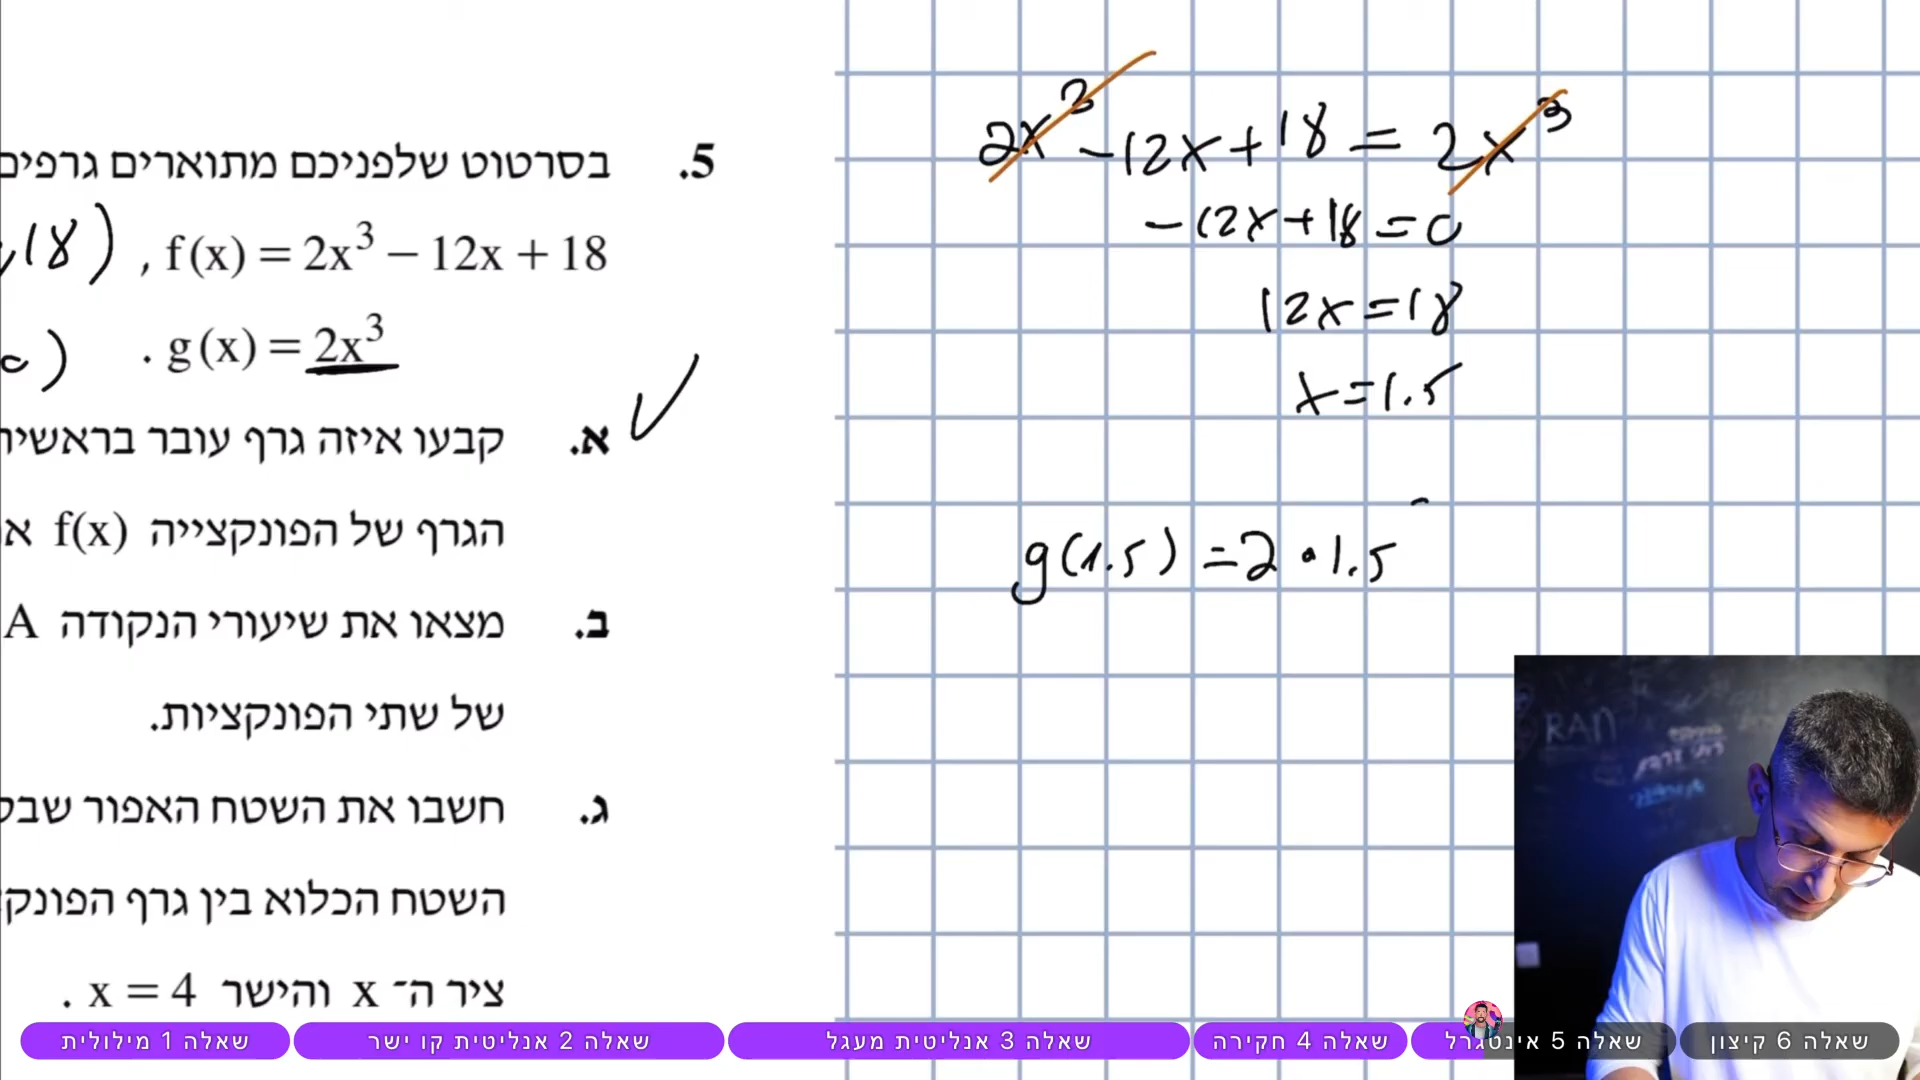 .5 בסרטוט שלפניכם מתוארים גרפים
,18) , f(x) = 2x³ − 12x + 18
) . g(x) = 2x³
א. קבעו איזה גרף עובר בראשית
הגרף של הפונקצייה f(x)
ב. מצאו את שיעורי הנקודה A
של שתי הפונקציות.
ג. חשבו את השטח האפור
השטח הכלוא בין גרף
ציר ה־ x והישר x = 4 .
2x³ -12x+18 = 2x³
-12x+18=0
12x=18
x=1.5
g(1.5) =2 • 1.5
RAN
שאלה 1 מילולית
שאלה 2 אנליטית קו ישר
שאלה 3 אנליטית מעגל
שאלה 4 חקירה
שאלה 5 אינטגרל
שאלה 6 קיצון